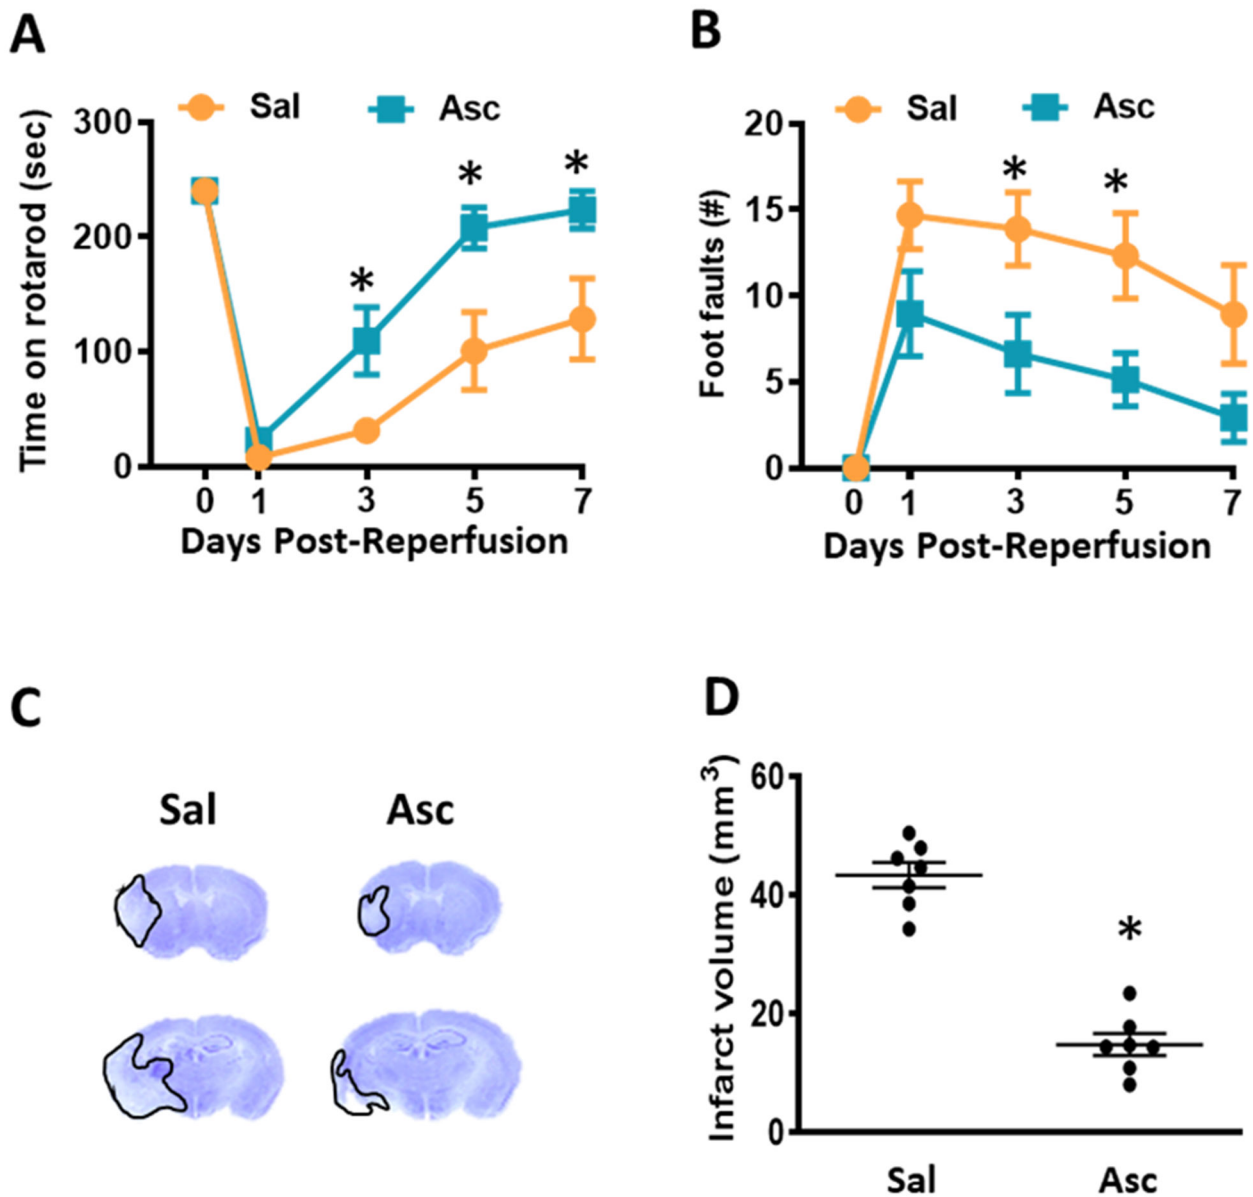 A
Sal Asc
Time on rotarod (sec)
300
200
100
0
*
*
*
0 1 3 5 7
Days Post-Reperfusion
B
Sal Asc
Foot faults (#)
20
15
10
5
0
*
*
0 1 3 5 7
Days Post-Reperfusion
C
Sal Asc
D
Infarct volume (mm³)
60
40
20
0
*
Sal Asc